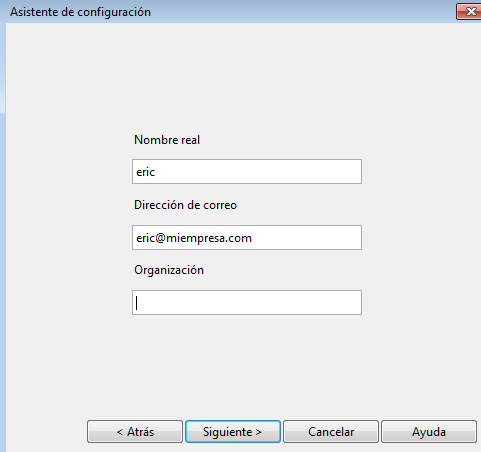 Asistente de configuración
Nombre real
eric
Dirección de correo
eric@miempresa.com
Organización
< Atrás
Siguiente >
Cancelar
Ayuda